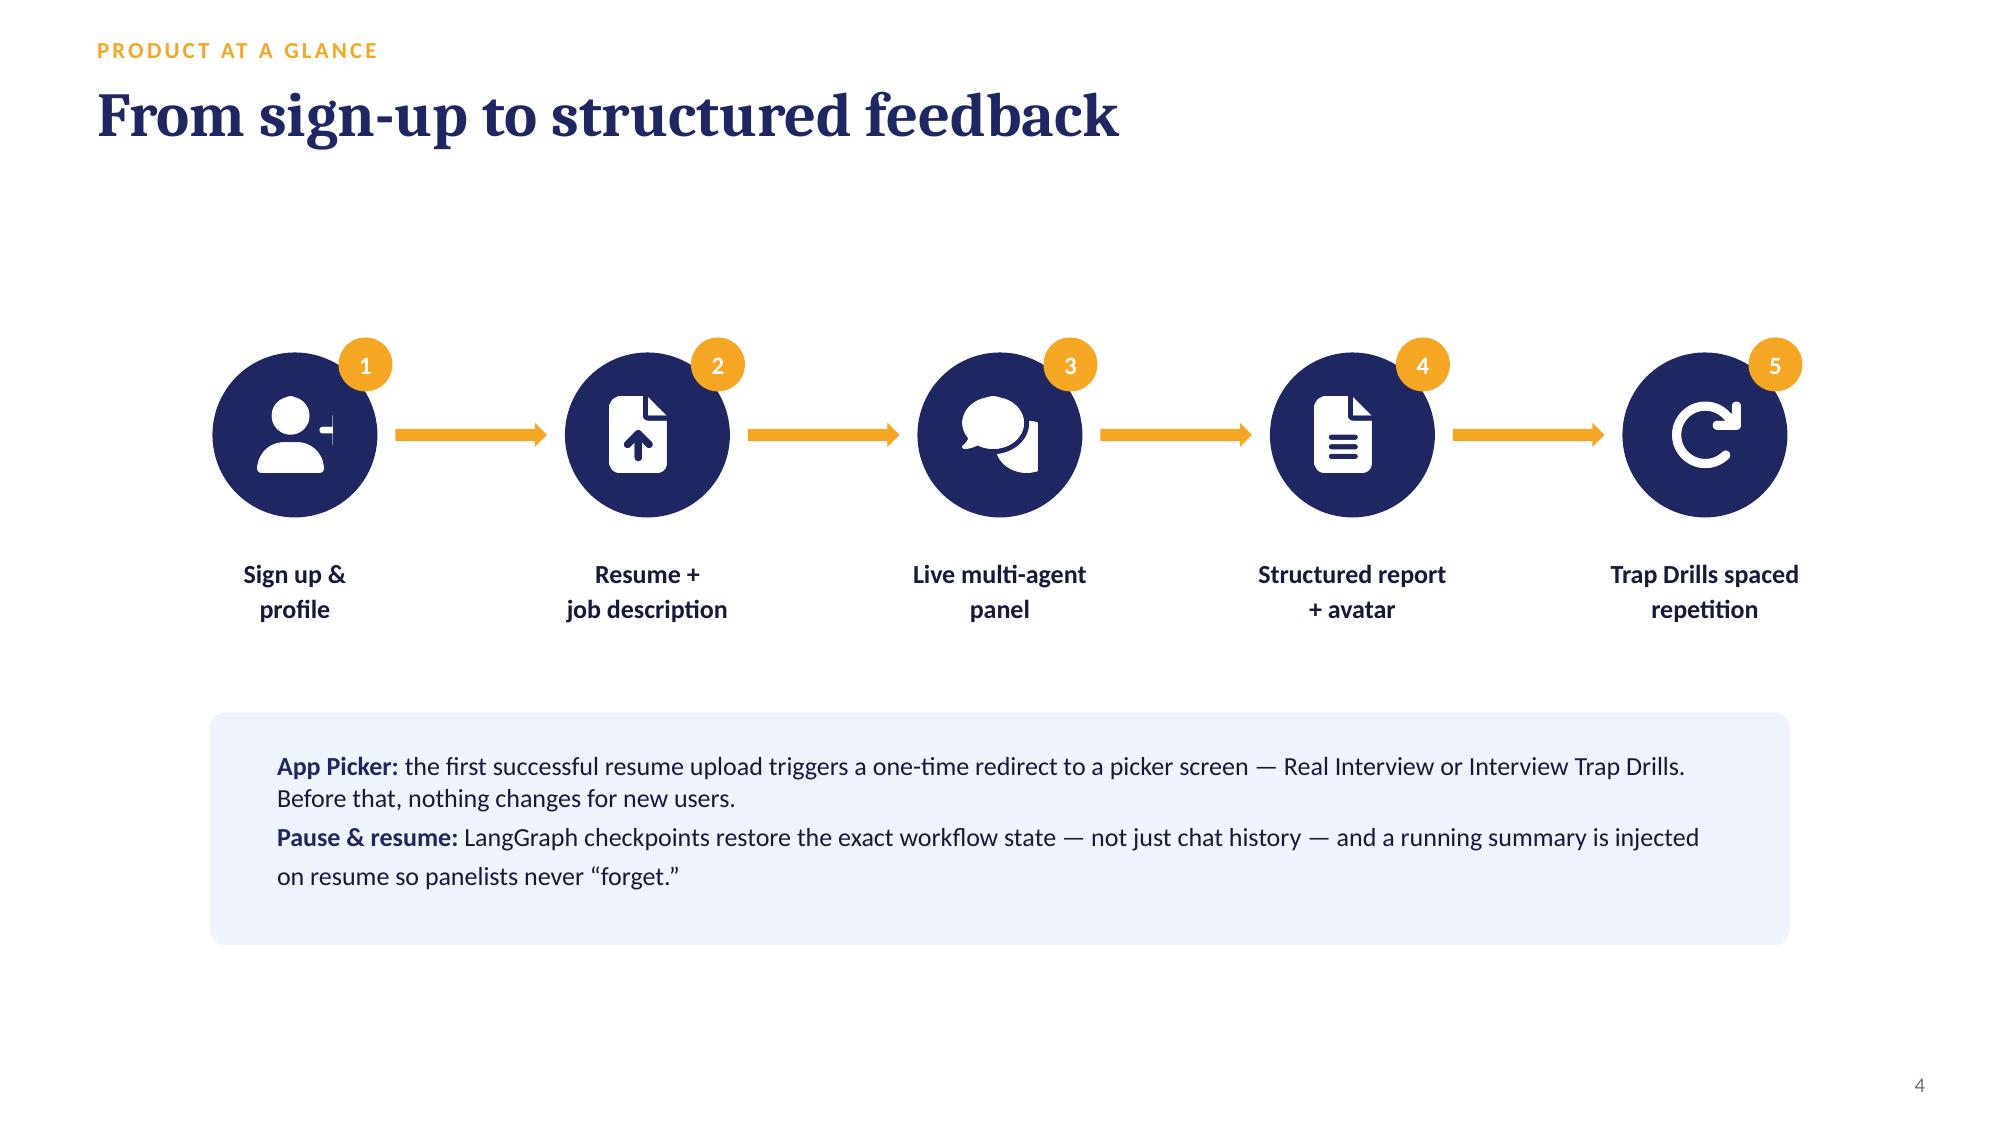 PRODUCT AT A GLANCE
From sign-up to structured feedback
1
2
3
4
5
Sign up &
profile
Resume +
job description
Live multi-agent
panel
Structured report
+ avatar
Trap Drills spaced
repetition
App Picker: the first successful resume upload triggers a one-time redirect to a picker screen — Real Interview or Interview Trap Drills.
Before that, nothing changes for new users.
Pause & resume: LangGraph checkpoints restore the exact workflow state — not just chat history — and a running summary is injected
on resume so panelists never “forget.”
4